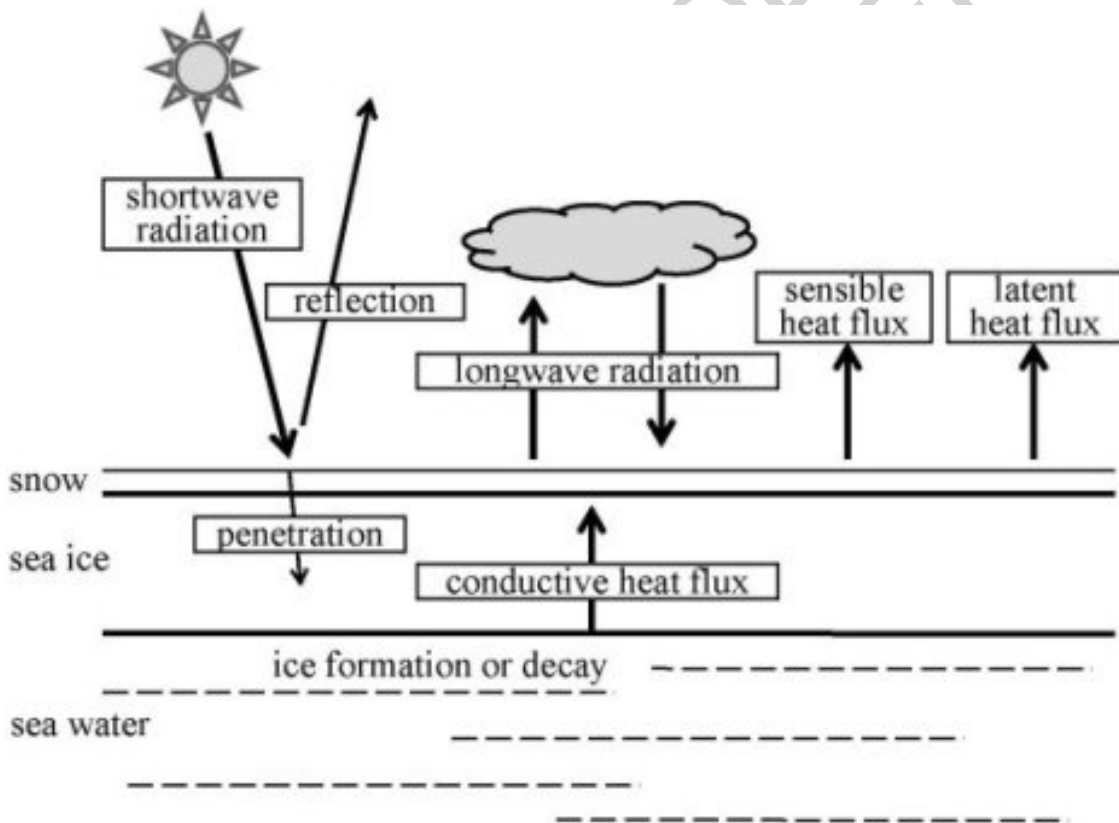 shortwave
radiation
reflection
longwave radiation
sensible
heat flux
latent
heat flux
snow
penetration
sea ice
conductive heat flux
ice formation or decay
sea water